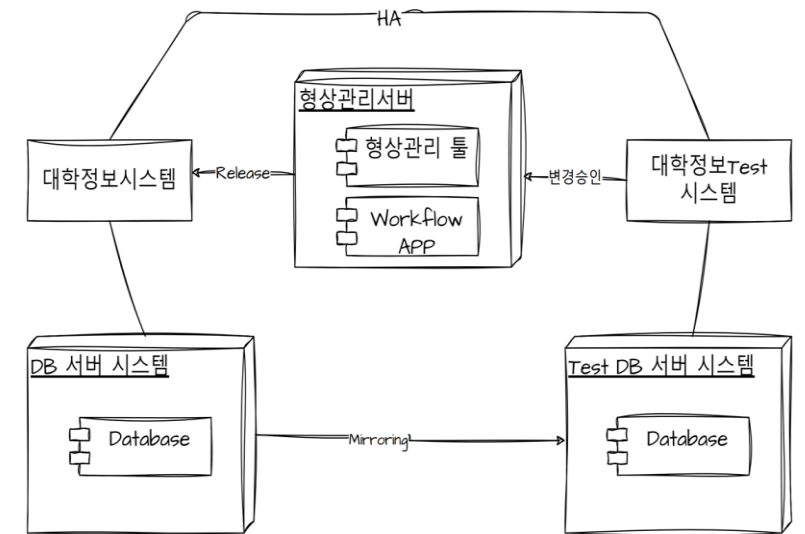 HA
형상관리서버
형상관리 툴
대학정보시스템
Release
변경승인
대학정보Test
시스템
Workflow
APP
DB 서버 시스템
Test DB 서버 시스템
Database
Mirroring
Database